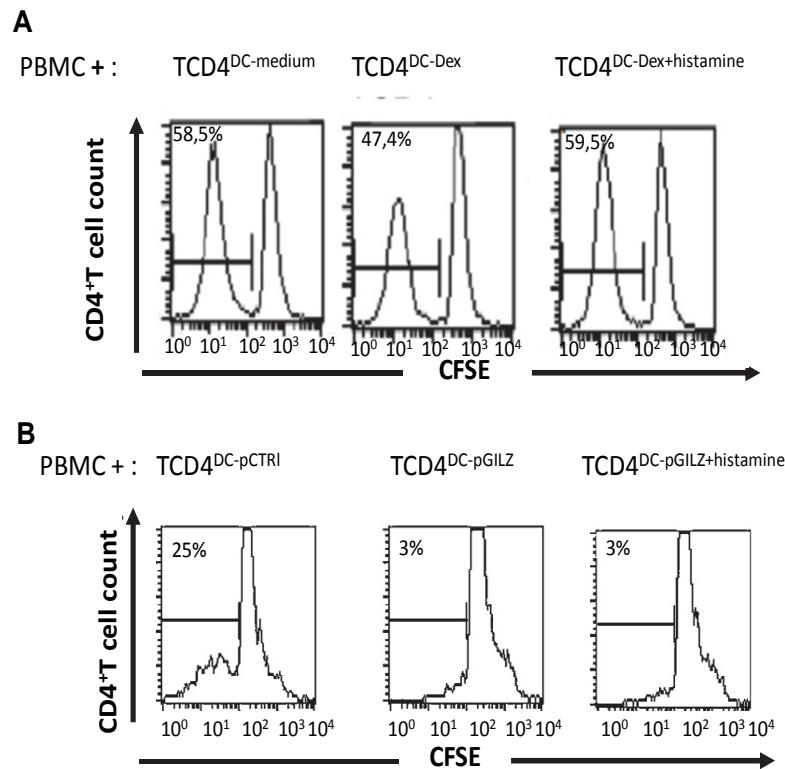 A
PBMC + : TCD4DC-medium TCD4DC-Dex TCD4DC-Dex+histamine
58,5% 47,4% 59,5%
CD4+T cell count
100 101 102 103 104 100 101 102 103 104 100 101 102 103 104
CFSE
B
PBMC + : TCD4DC-pCTRl TCD4DC-pGILZ TCD4DC-pGILZ+histamine
25% 3% 3%
CD4+T cell count
100 101 102 103 104 100 101 102 103 104 100 101 102 103 104
CFSE